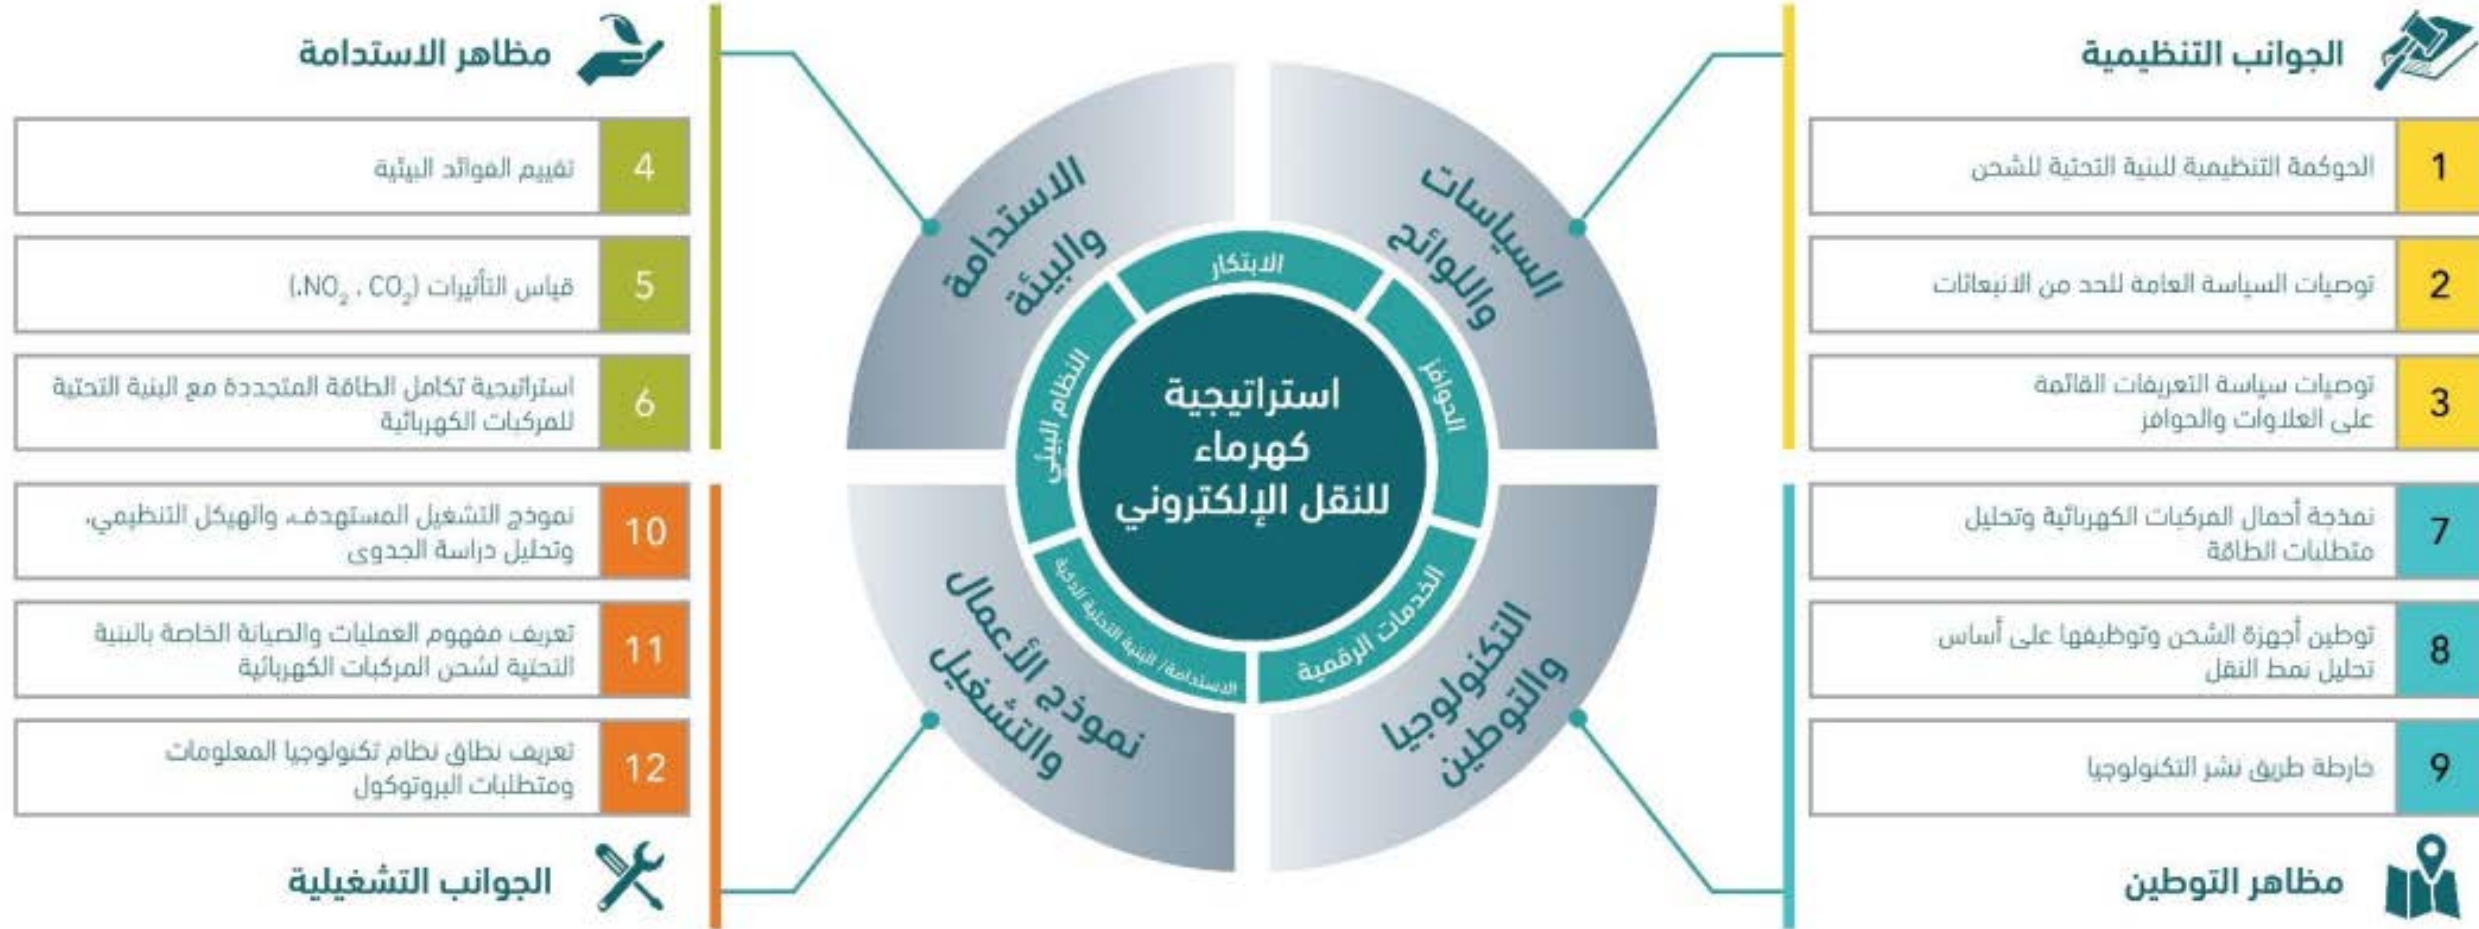 الجوانب التنظيمية
1
الحوكمة التنظيمية للبنية التحتية للشحن
2
توصيات السياسة العامة للحد من الانبعاثات
3
توصيات سياسة التعريفات القائمة
على العلاوات والحوافز
7
نمذجة أحمال المركبات الكهربائية وتحليل
متطلبات الطاقة
8
توطين أجهزة الشحن وتوظيفها على أساس
تحليل نمط النقل
9
خارطة طريق نشر التكنولوجيا
مظاهر التوطين
السياسات
واللوائح
الاستدامة
والبيئة
الابتكار
الحوافز
النظام البيئي
استراتيجية
كهرماء
للنقل الإلكتروني
الخدمات الرقمية
الاستدامة/ البنية التحتية الذكية
التكنولوجيا
والتوطين
نموذج الأعمال
والتشغيل
مظاهر الاستدامة
4
تقييم الفوائد البيئية
5
قياس التأثيرات (NO₂ ، CO₂.)
6
استراتيجية تكامل الطاقة المتجددة مع البنية التحتية
للمركبات الكهربائية
10
نموذج التشغيل المستهدف، والهيكل التنظيمي،
وتحليل دراسة الجدوى
11
تعريف مفهوم العمليات والصيانة الخاصة بالبنية
التحتية لشحن المركبات الكهربائية
12
تعريف نطاق نظام تكنولوجيا المعلومات
ومتطلبات البروتوكول
الجوانب التشغيلية